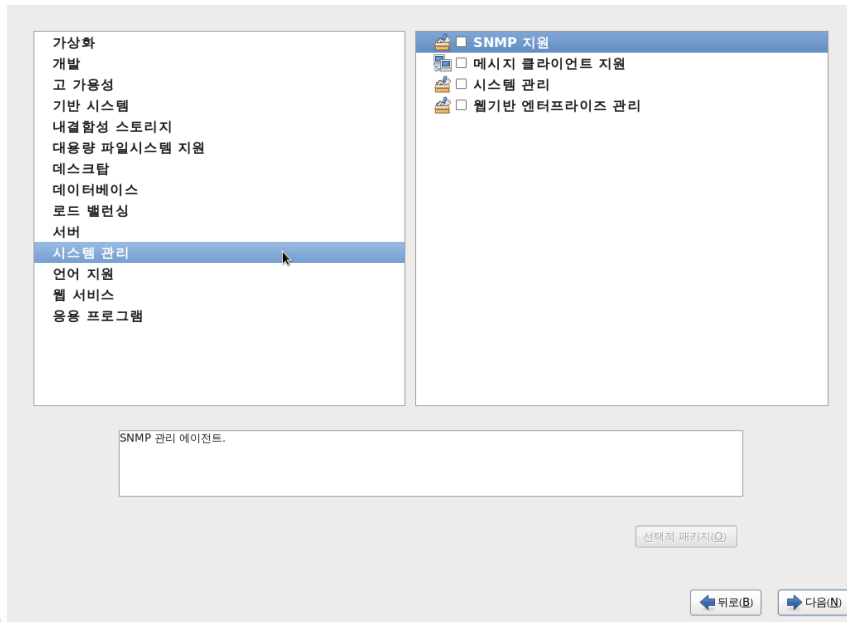 가상화
개발
고 가용성
기반 시스템
내결함성 스토리지
대용량 파일시스템 지원
데스크탑
데이터베이스
로드 밸런싱
서버
시스템 관리
언어 지원
웹 서비스
응용 프로그램
SNMP 지원
메시지 클라이언트 지원
시스템 관리
웹기반 엔터프라이즈 관리
SNMP 관리 에이전트.
선택적 패키지(O)
뒤로(B)
다음(N)